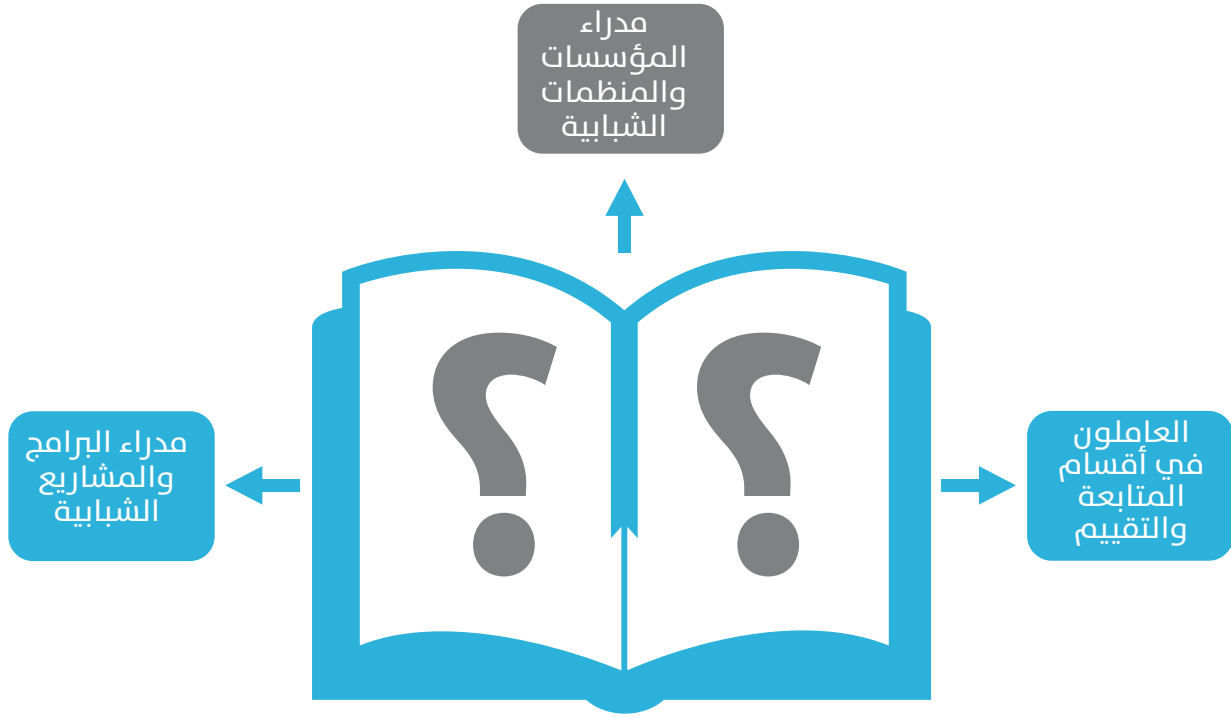 مدراء
المؤسسات
والمنظمات
الشبابية
؟
؟
العاملون
في أقسام
المتابعة
والتقييم
مدراء البرامج
والمشاريع
الشبابية